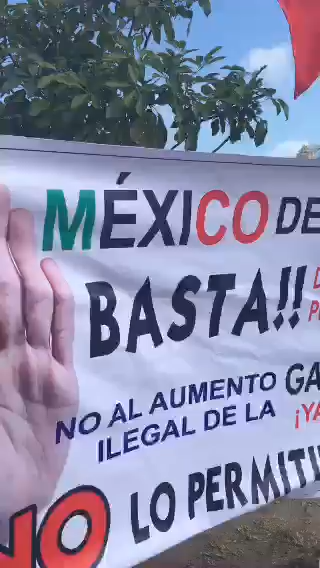 MÉXICO DE
BASTA!!
NO AL AUMENTO
ILEGAL DE LA GA
¡YA
NO LO PERMITI